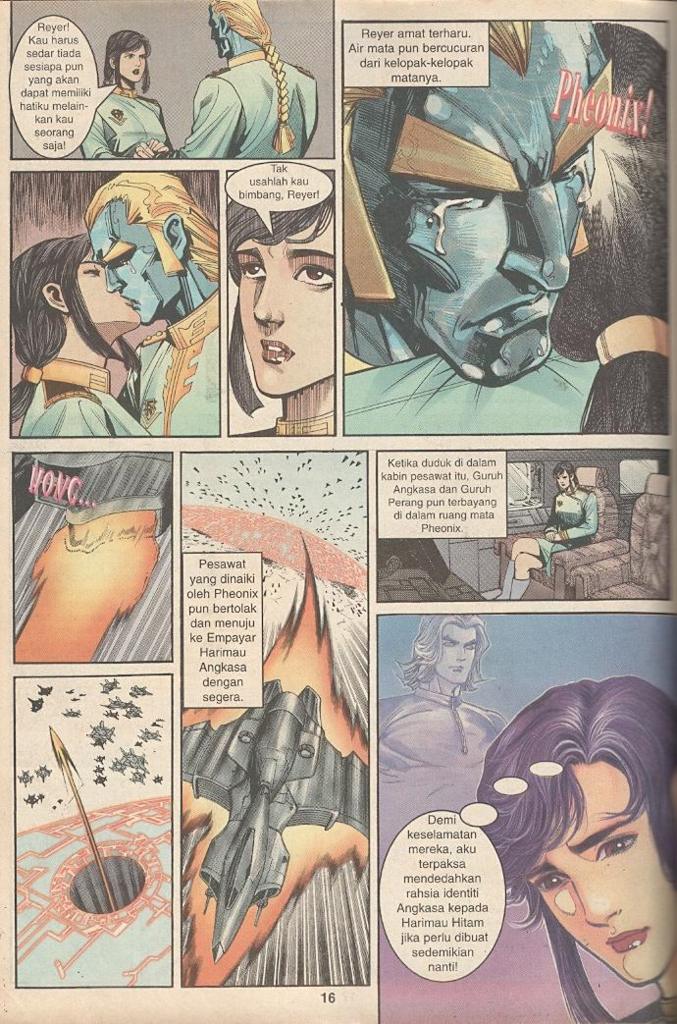 Reyer!
Kau harus
sedar tiada
sesiapa pun
yang akan
dapat memiliki
hatiku melain-
kan kau
seorang
saja!
Reyer amat terharu.
Air mata pun bercucuran
dari kelopak-kelopak
matanya.
Pheonix!
Tak
usahlah kau
bimbang, Reyer!
WONG...
Pesawat
yang dinaiki
oleh Pheonix
pun bertolak
dan menuju
ke Empayar
Harimau
Angkasa
dengan
segera.
Ketika duduk di dalam
kabin pesawat itu, Guruh
Angkasa dan Guruh
Perang pun terbayang
di dalam ruang mata
Pheonix.
Demi
keselamatan
mereka, aku
terpaksa
mendedahkan
rahsia identiti
Angkasa kepada
Harimau Hitam
jika perlu dibuat
sedemikian
nanti!
16